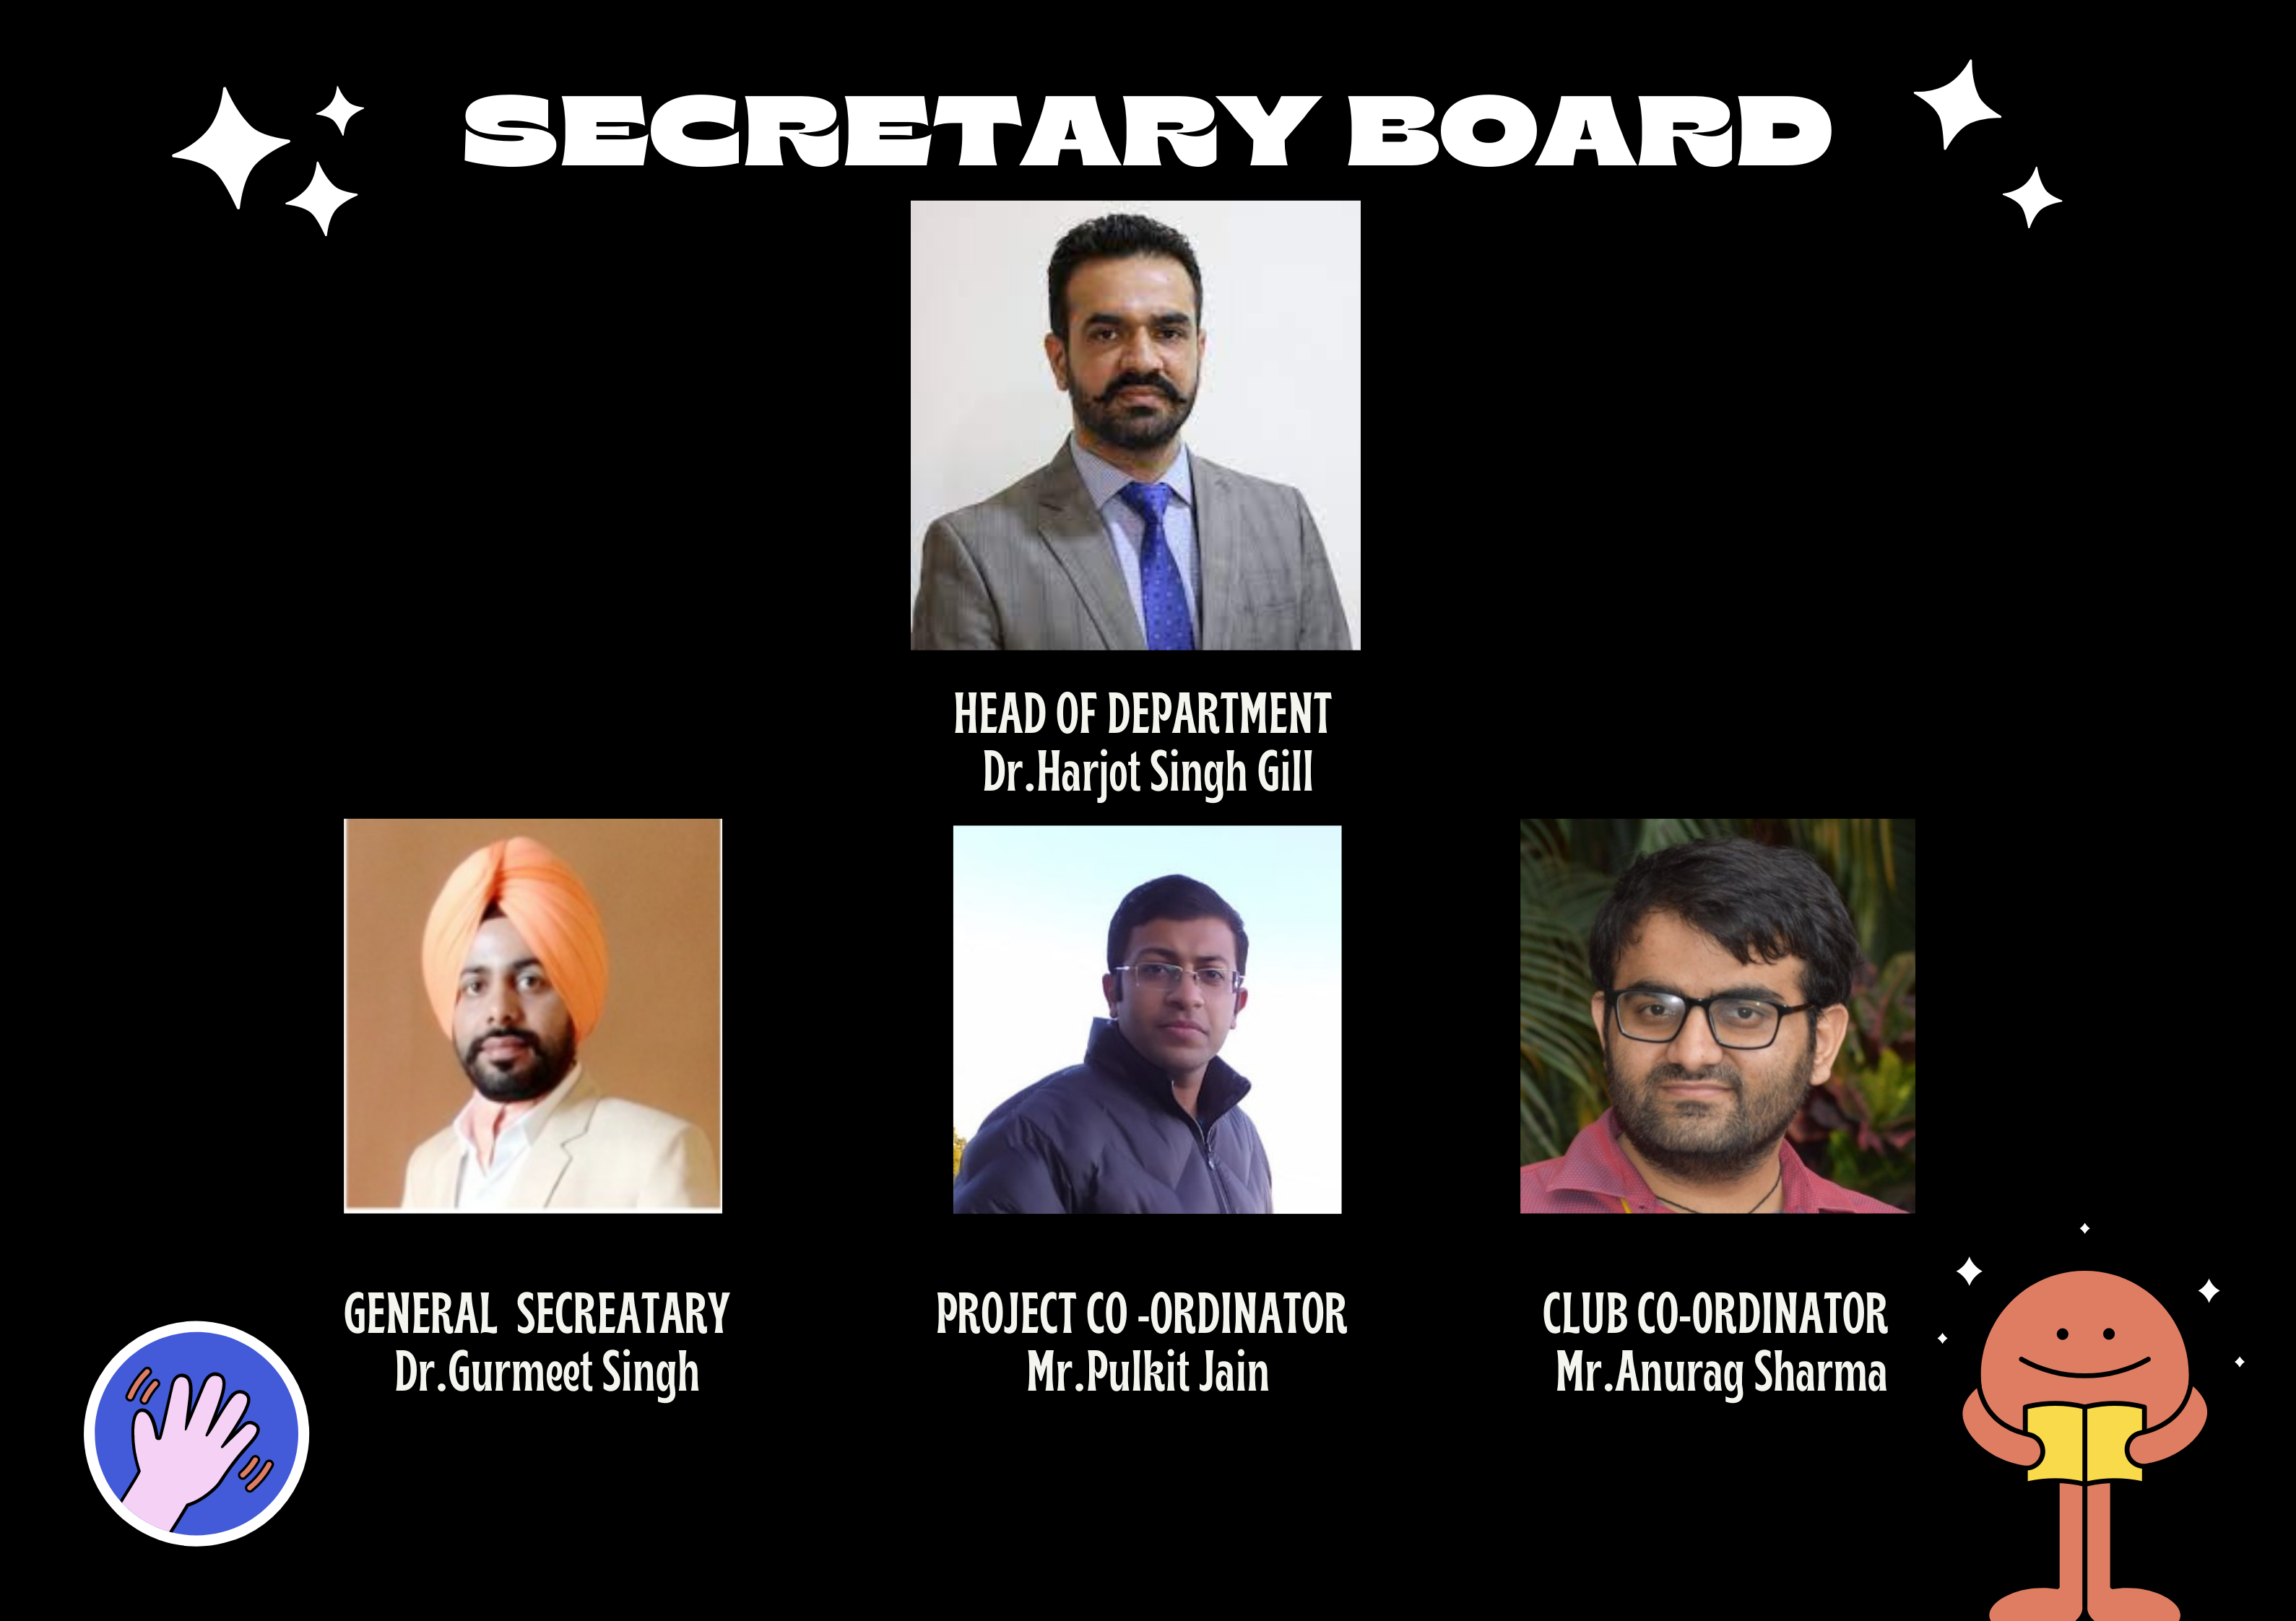 SECRETARY BOARD
HEAD OF DEPARTMENT
Dr.Harjot Singh Gill
GENERAL SECREATARY
Dr.Gurmeet Singh
PROJECT CO -ORDINATOR
Mr.Pulkit Jain
CLUB CO-ORDINATOR
Mr.Anurag Sharma